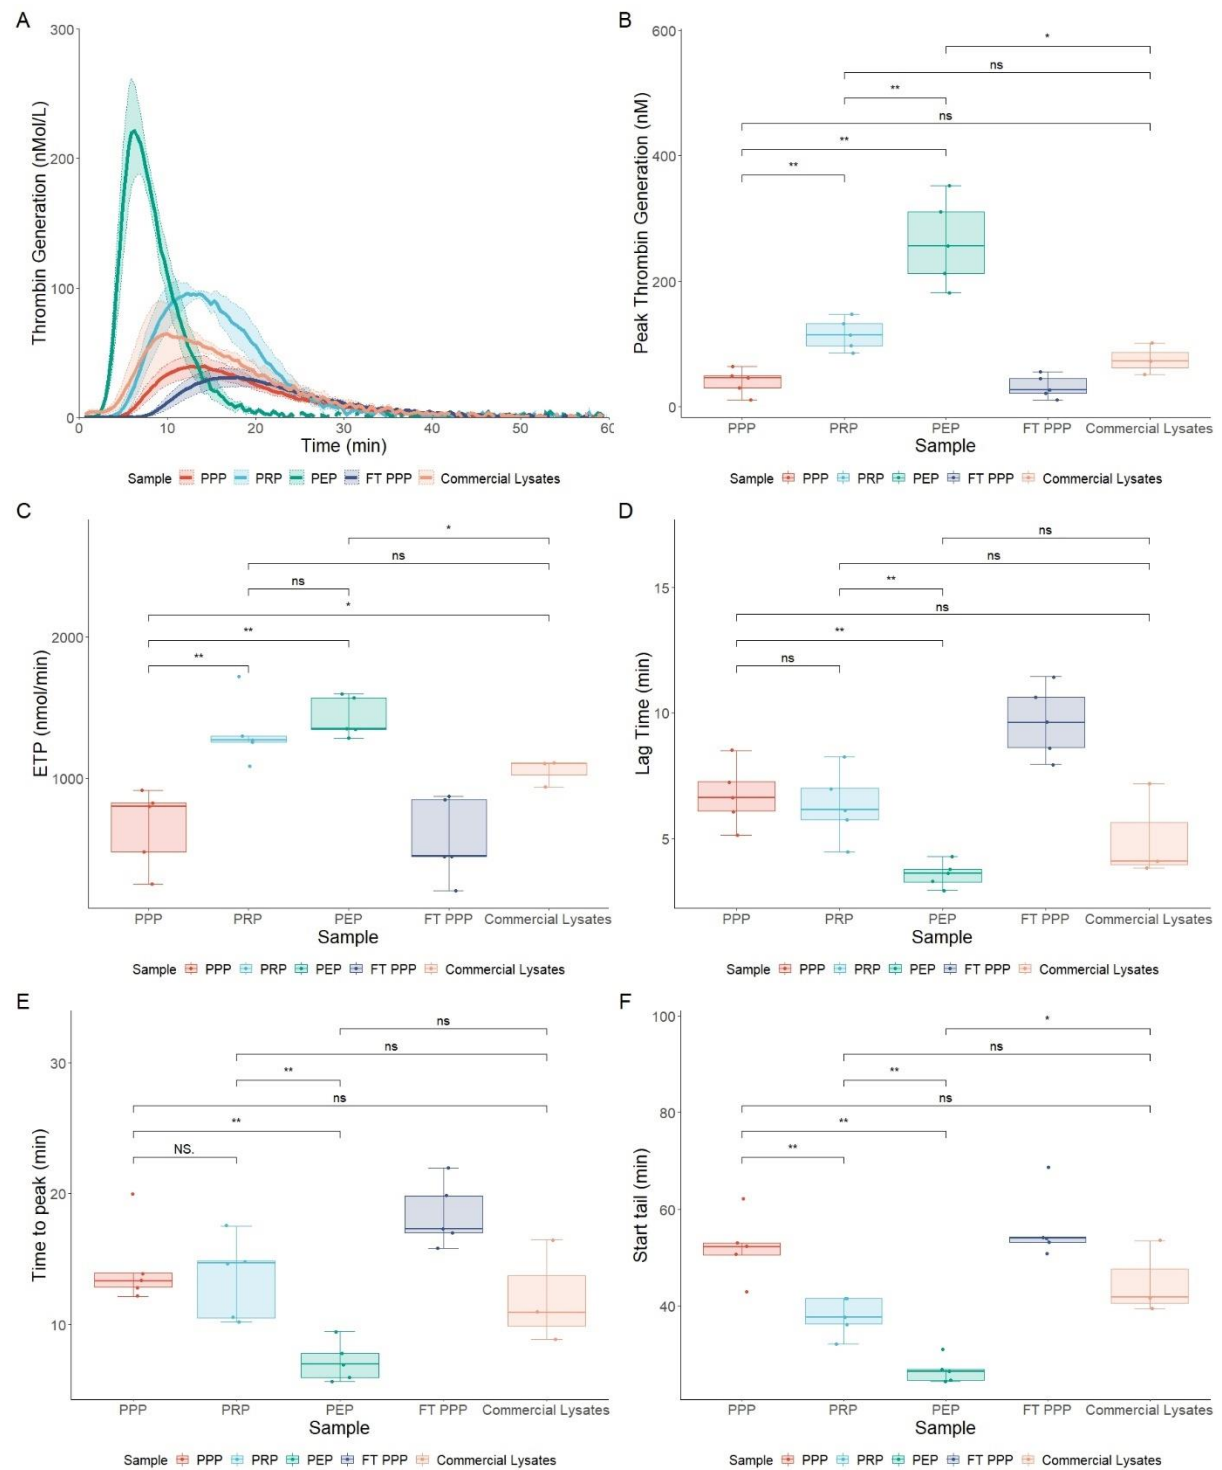 A
Thrombin Generation (nMol/L)
300
200
100
0
0 10 20 30 40 50 60
Time (min)
Sample PPP PRP PEP FT PPP Commercial Lysates
B
Peak Thrombin Generation (nM)
600
400
200
0
*
ns
**
ns
**
**
PPP PRP PEP FT PPP Commercial Lysates
Sample
Sample PPP PRP PEP FT PPP Commercial Lysates
C
ETP (nmol/min)
2000
1000
*
ns
ns
*
**
**
PPP PRP PEP FT PPP Commercial Lysates
Sample
Sample PPP PRP PEP FT PPP Commercial Lysates
D
Lag Time (min)
15
10
5
ns
ns
**
ns
**
ns
PPP PRP PEP FT PPP Commercial Lysates
Sample
Sample PPP PRP PEP FT PPP Commercial Lysates
E
Time to peak (min)
30
20
10
ns
ns
**
ns
**
NS.
PPP PRP PEP FT PPP Commercial Lysates
Sample
Sample PPP PRP PEP FT PPP Commercial Lysates
F
Start tail (min)
100
80
60
40
*
ns
**
ns
**
**
PPP PRP PEP FT PPP Commercial Lysates
Sample
Sample PPP PRP PEP FT PPP Commercial Lysates